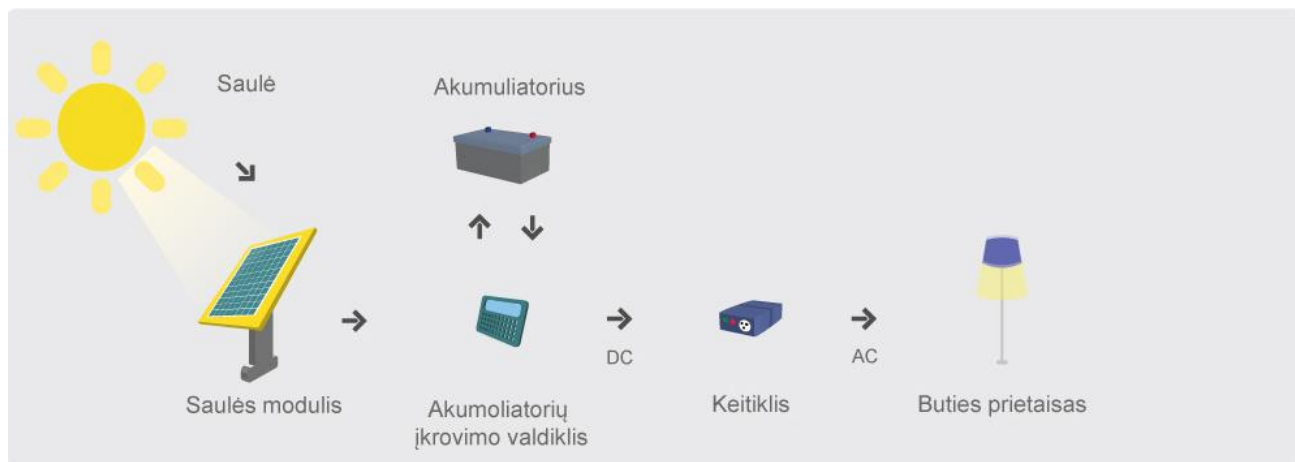 Saulė
Akumuliatorius
DC
AC
Saulės modulis
Akumoliatorių
įkrovimo valdiklis
Keitiklis
Buties prietaisas